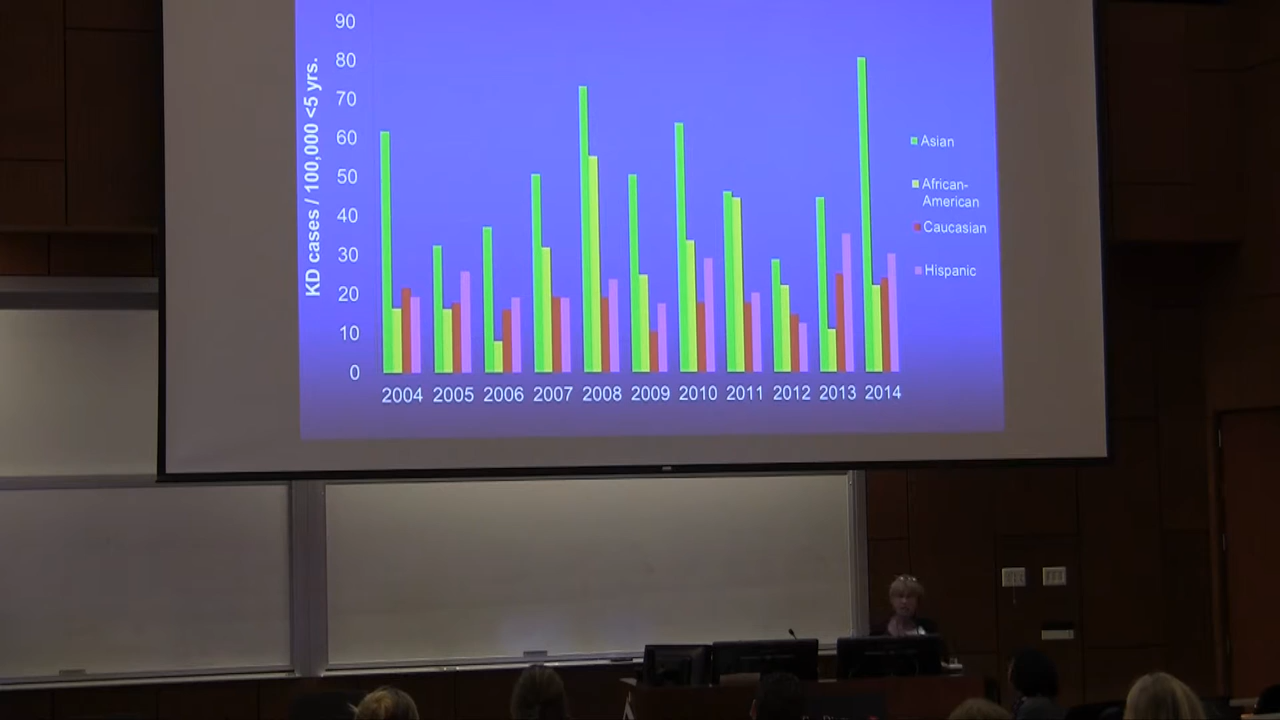 90
80
70
60
50
40
30
20
10
0
KD cases / 100,000 <5 yrs.
2004 2005 2006 2007 2008 2009 2010 2011 2012 2013 2014
Asian
African-
American
Caucasian
Hispanic